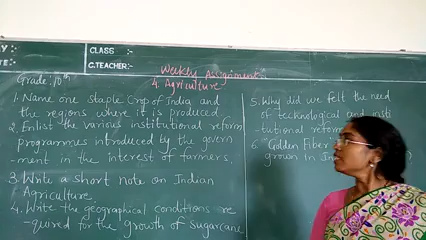 CLASS :-
C.TEACHER:-
Weekly Assignment
Grade: 10th
4. Agriculture
1. Name one staple Crop of India and
the regions where it is produced
2. Enlist the various institutional reform
programmes introduced by the govern
-ment in the interest of farmers.
3. Write a short note on Indian
Agriculture
4. Write the geographical conditions re
-quired for the growth of Sugarcane
5. Why did we felt the need
of technological and insti
-tutional reform
6. "Golden Fiber
grown in In